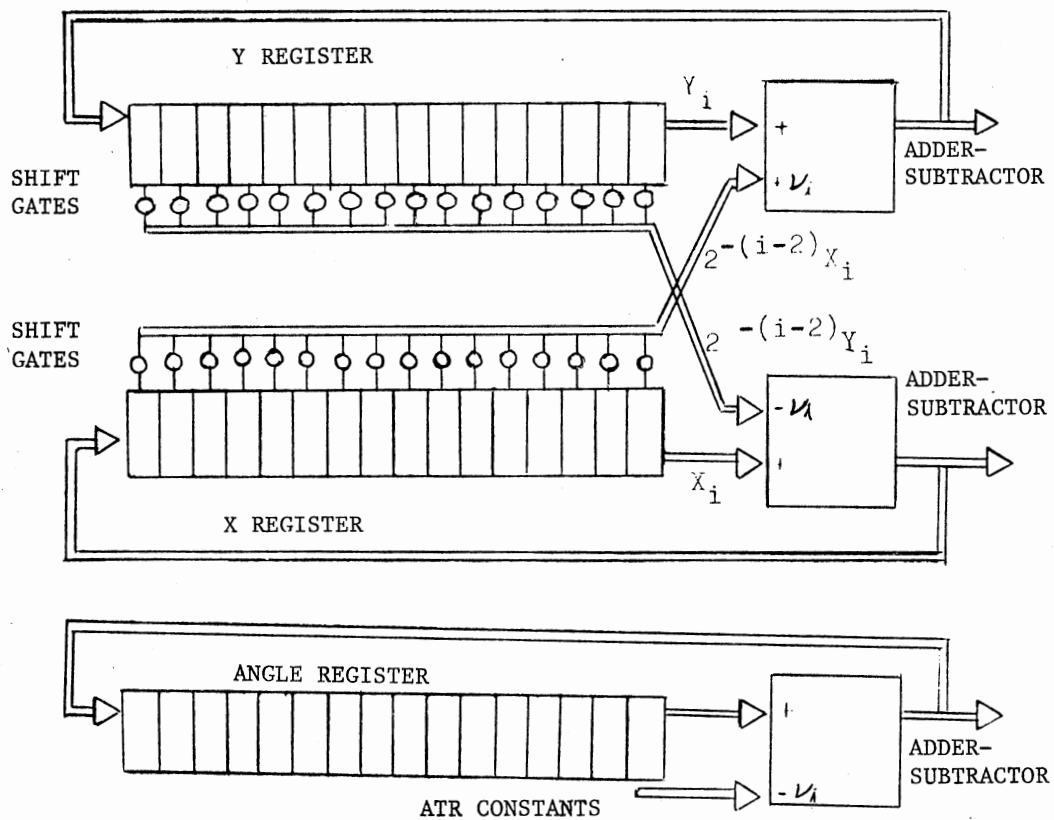 Y REGISTER
Y_i
+
ADDER-
SUBTRACTOR
+ ν_i
SHIFT
GATES
2^-(i-2) X_i
SHIFT
GATES
2^-(i-2) Y_i
ADDER-
SUBTRACTOR
- ν_i
+
X_i
X REGISTER
ANGLE REGISTER
+
ADDER-
SUBTRACTOR
- ν_i
ATR CONSTANTS